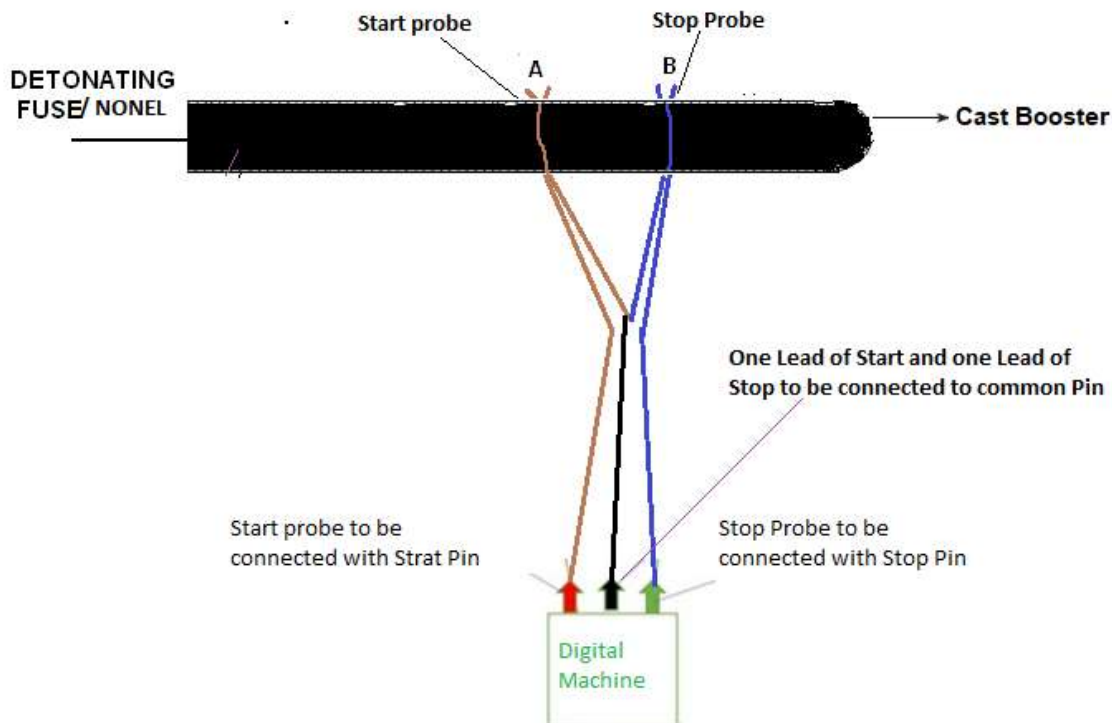 Start probe
Stop Probe
A
B
DETONATING
FUSE/ NONEL
Cast Booster
One Lead of Start and one Lead of
Stop to be connected to common Pin
Start probe to be
connected with Strat Pin
Stop Probe to be
connected with Stop Pin
Digital
Machine